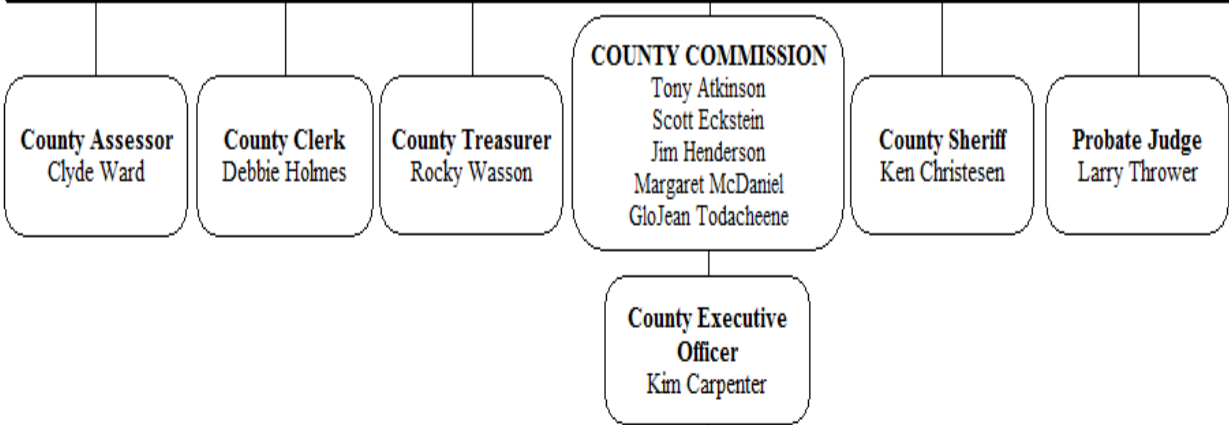 County Assessor
Clyde Ward
County Clerk
Debbie Holmes
County Treasurer
Rocky Wasson
COUNTY COMMISSION
Tony Atkinson
Scott Eckstein
Jim Henderson
Margaret McDaniel
GloJean Todacheene
County Sheriff
Ken Christesen
Probate Judge
Larry Thrower
County Executive
Officer
Kim Carpenter